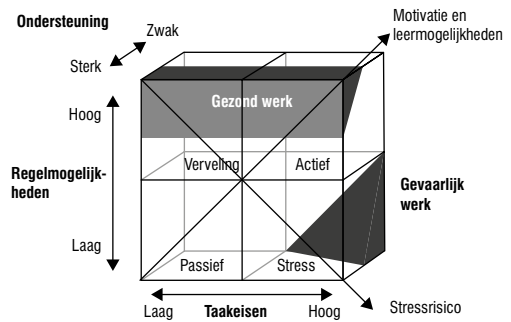 Ondersteuning
Zwak
Sterk
Motivatie en
leermogelijkheden
Hoog
Gezond werk
Regelmogelijk-
heden
Verveling
Actief
Gevaarlijk
werk
Laag
Passief
Stress
Laag
Taakeisen
Hoog
Stressrisico